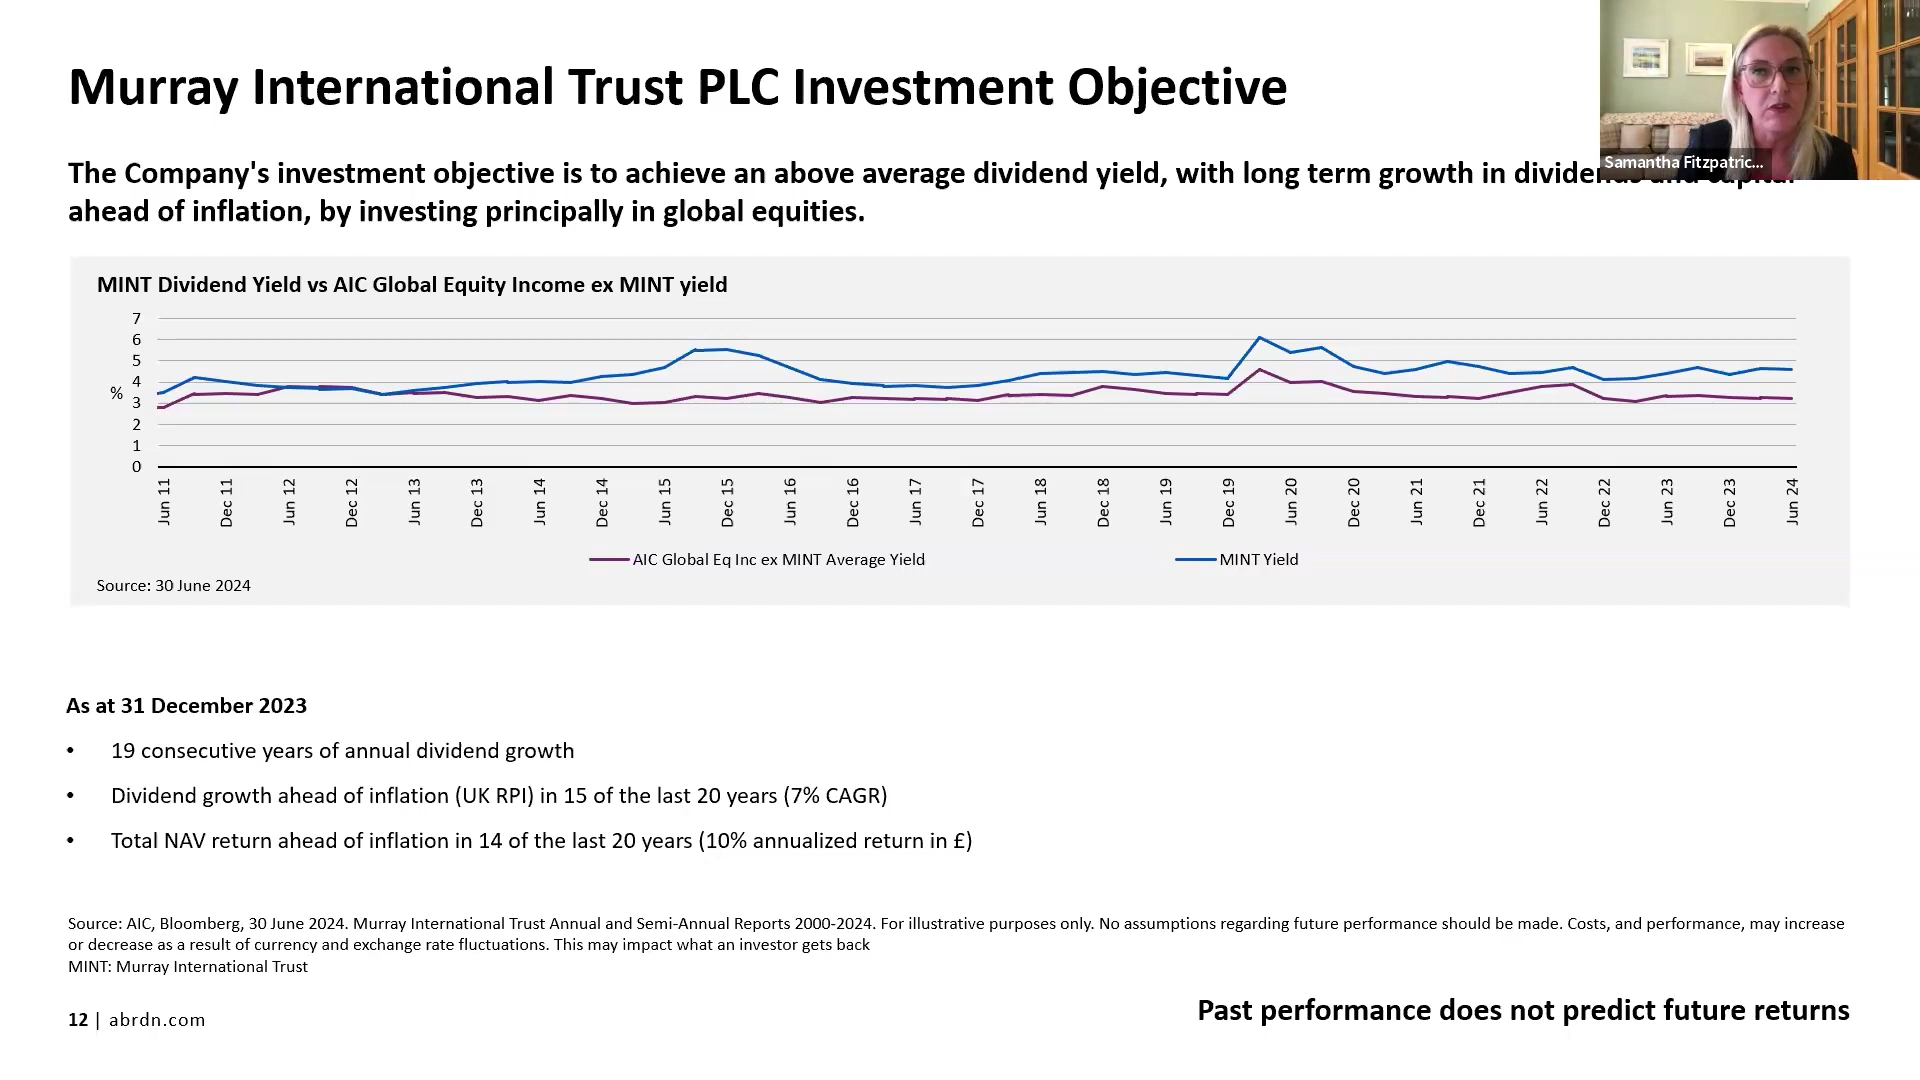 Murray International Trust PLC Investment Objective
Samantha Fitzpatric...
The Company's investment objective is to achieve an above average dividend yield, with long term growth in dividends and capital
ahead of inflation, by investing principally in global equities.
MINT Dividend Yield vs AIC Global Equity Income ex MINT yield
7
6
5
4
%
3
2
1
0
Jun 11 Dec 11 Jun 12 Dec 12 Jun 13 Dec 13 Jun 14 Dec 14 Jun 15 Dec 15 Jun 16 Dec 16 Jun 17 Dec 17 Jun 18 Dec 18 Jun 19 Dec 19 Jun 20 Dec 20 Jun 21 Dec 21 Jun 22 Dec 22 Jun 23 Dec 23 Jun 24
AIC Global Eq Inc ex MINT Average Yield MINT Yield
Source: 30 June 2024
As at 31 December 2023
• 19 consecutive years of annual dividend growth
• Dividend growth ahead of inflation (UK RPI) in 15 of the last 20 years (7% CAGR)
• Total NAV return ahead of inflation in 14 of the last 20 years (10% annualized return in £)
Source: AIC, Bloomberg, 30 June 2024. Murray International Trust Annual and Semi-Annual Reports 2000-2024. For illustrative purposes only. No assumptions regarding future performance should be made. Costs, and performance, may increase
or decrease as a result of currency and exchange rate fluctuations. This may impact what an investor gets back
MINT: Murray International Trust
Past performance does not predict future returns
12 | abrdn.com